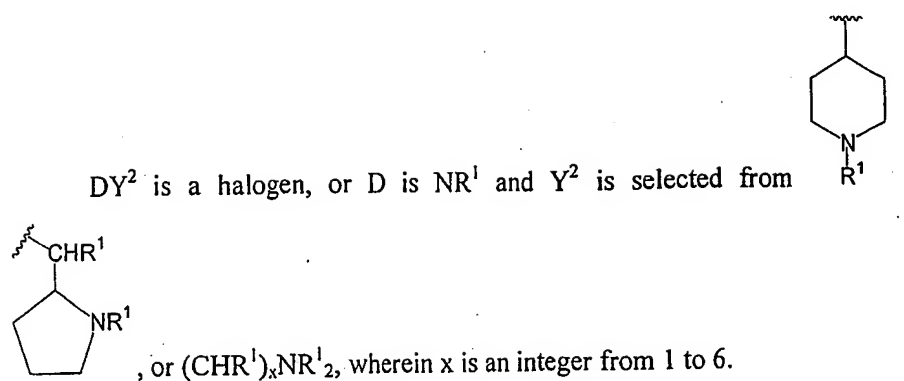 DY² is a halogen, or D is NR¹ and Y² is selected from
N
R¹
CHR¹
NR¹
, or (CHR¹)ₓNR¹₂, wherein x is an integer from 1 to 6.